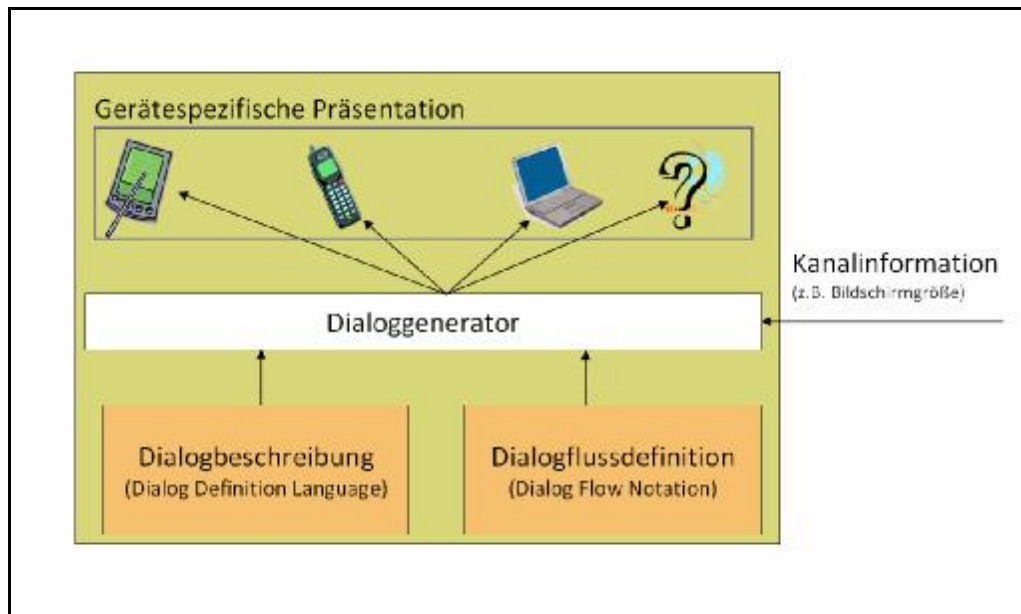 Gerätespezifische Präsentation
Kanalinformation
(z.B. Bildschirmgröße)
Dialoggenerator
Dialogbeschreibung
(Dialog Definition Language)
Dialogflussdefinition
(Dialog Flow Notation)